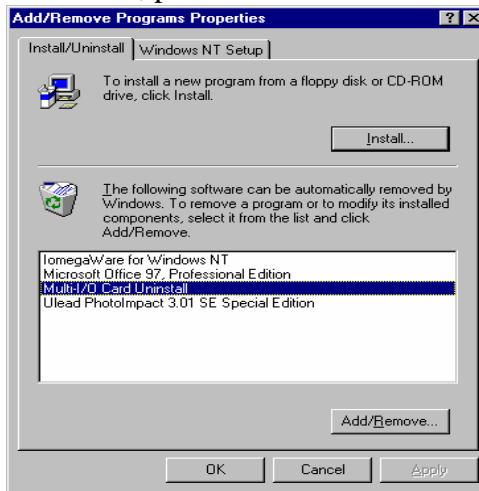 Add/Remove Programs Properties
Install/Uninstall
Windows NT Setup
To install a new program from a floppy disk or CD-ROM
drive, click Install.
Install...
The following software can be automatically removed by
Windows. To remove a program or to modify its installed
components, select it from the list and click
Add/Remove.
IomegaWare for Windows NT
Microsoft Office 97, Professional Edition
Multi-I/O Card Uninstall
Ulead PhotoImpact 3.01 SE Special Edition
Add/Remove...
OK
Cancel
Apply